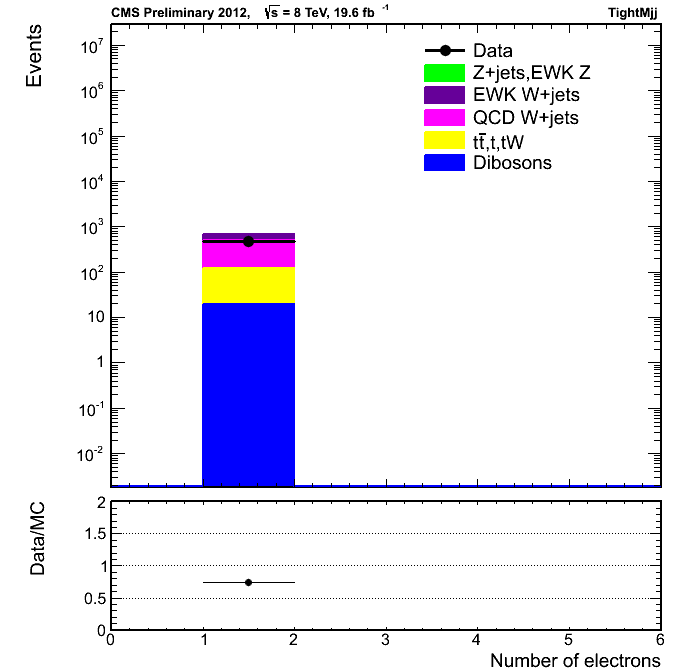 CMS Preliminary 2012, √s = 8 TeV, 19.6 fb⁻¹ TightMjj
Events
10⁷
10⁶
10⁵
10⁴
10³
10²
10
1
10⁻¹
10⁻²
Data
Z+jets,EWK Z
EWK W+jets
QCD W+jets
tt̄,t,tW
Dibosons
Data/MC
2
1.5
1
0.5
0
0 1 2 3 4 5 6
Number of electrons